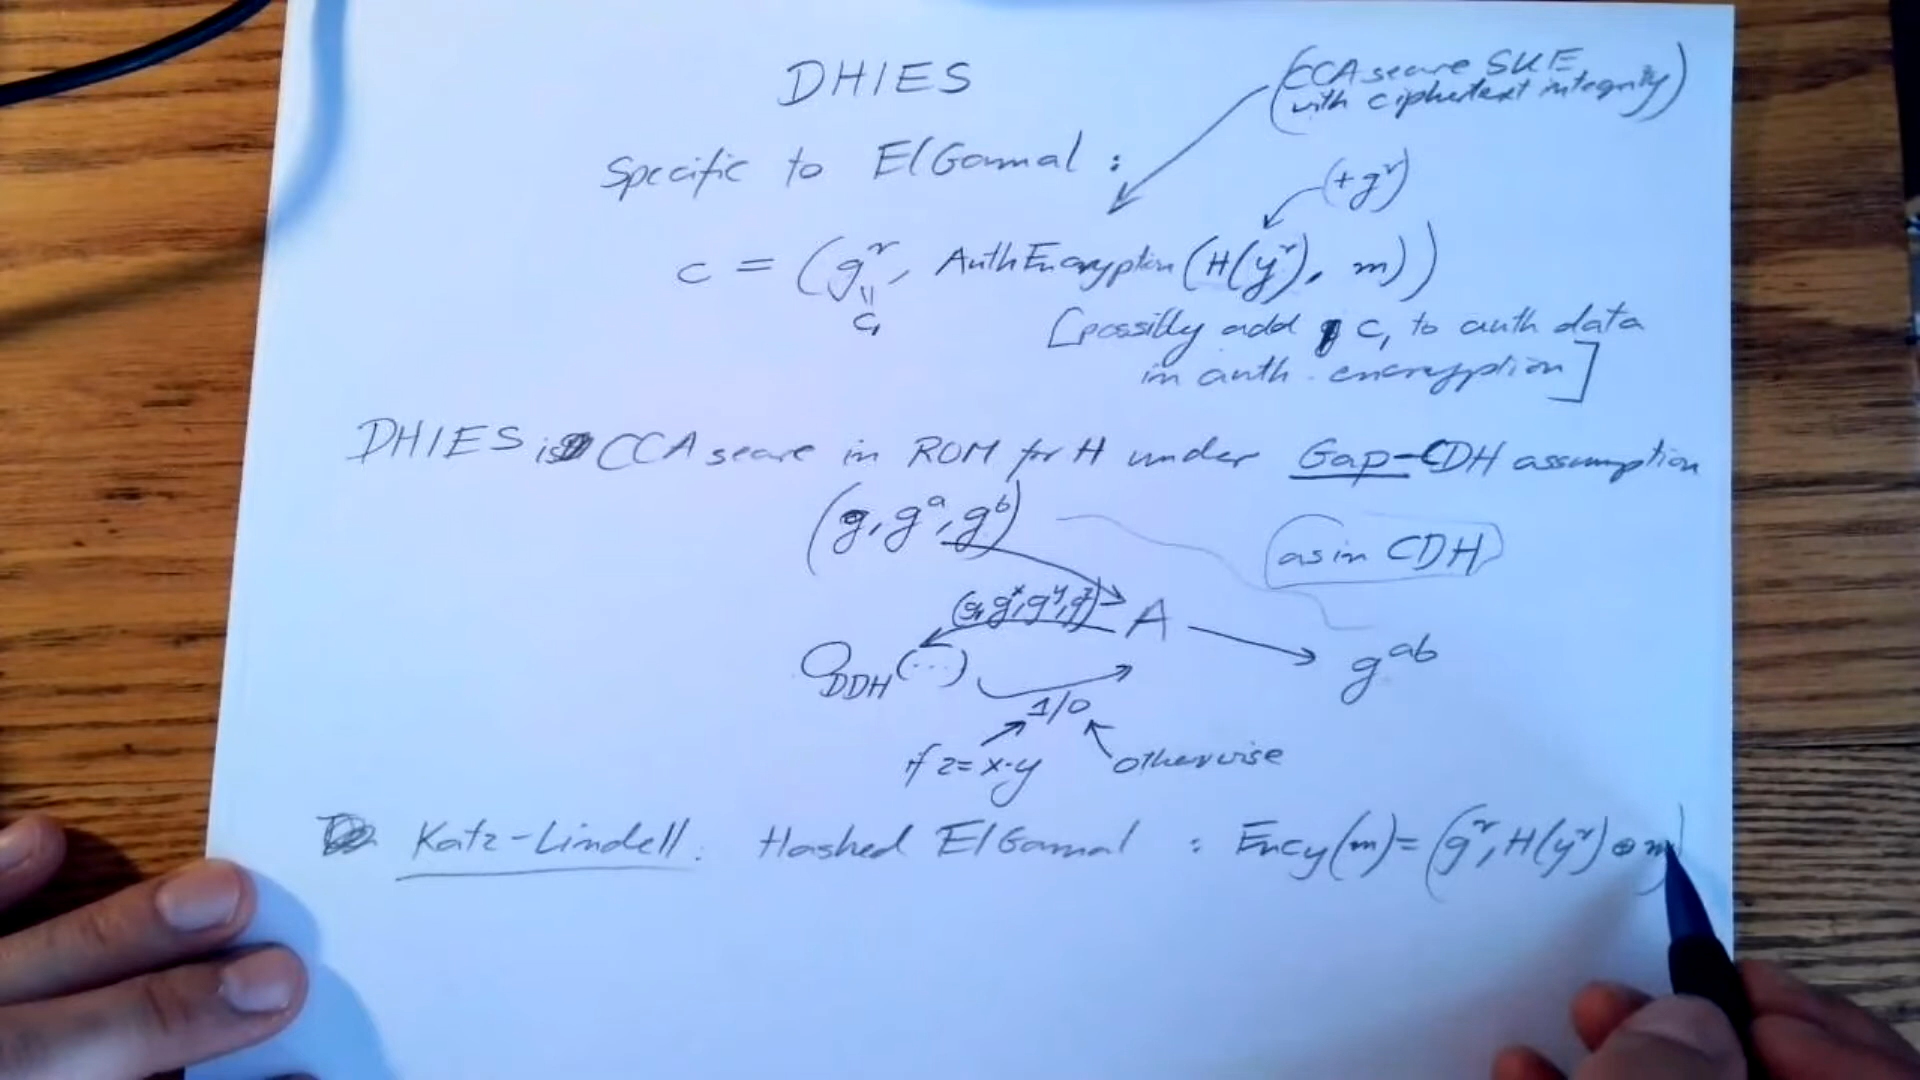 DHIES
(CCA secure SKE
with ciphertext integrity)
Specific to ElGamal :
(+g^r)
c = (g^r, AuthEncryption(H(y^r), m))
c₁
[possilly add c₁ to auth data
in auth. encryption]
DHIES is CCA secure in ROM for H under Gap-CDH assumption
(g, g^a, g^b)
as in CDH
(g, g^x, g^y, g^z)
A
O_DDH(...)
g^ab
1/0
if z = x·y
otherwise
Katz-Lindell: Hashed ElGamal : Ency(m) = (g^r, H(y^r) ⊕ m)